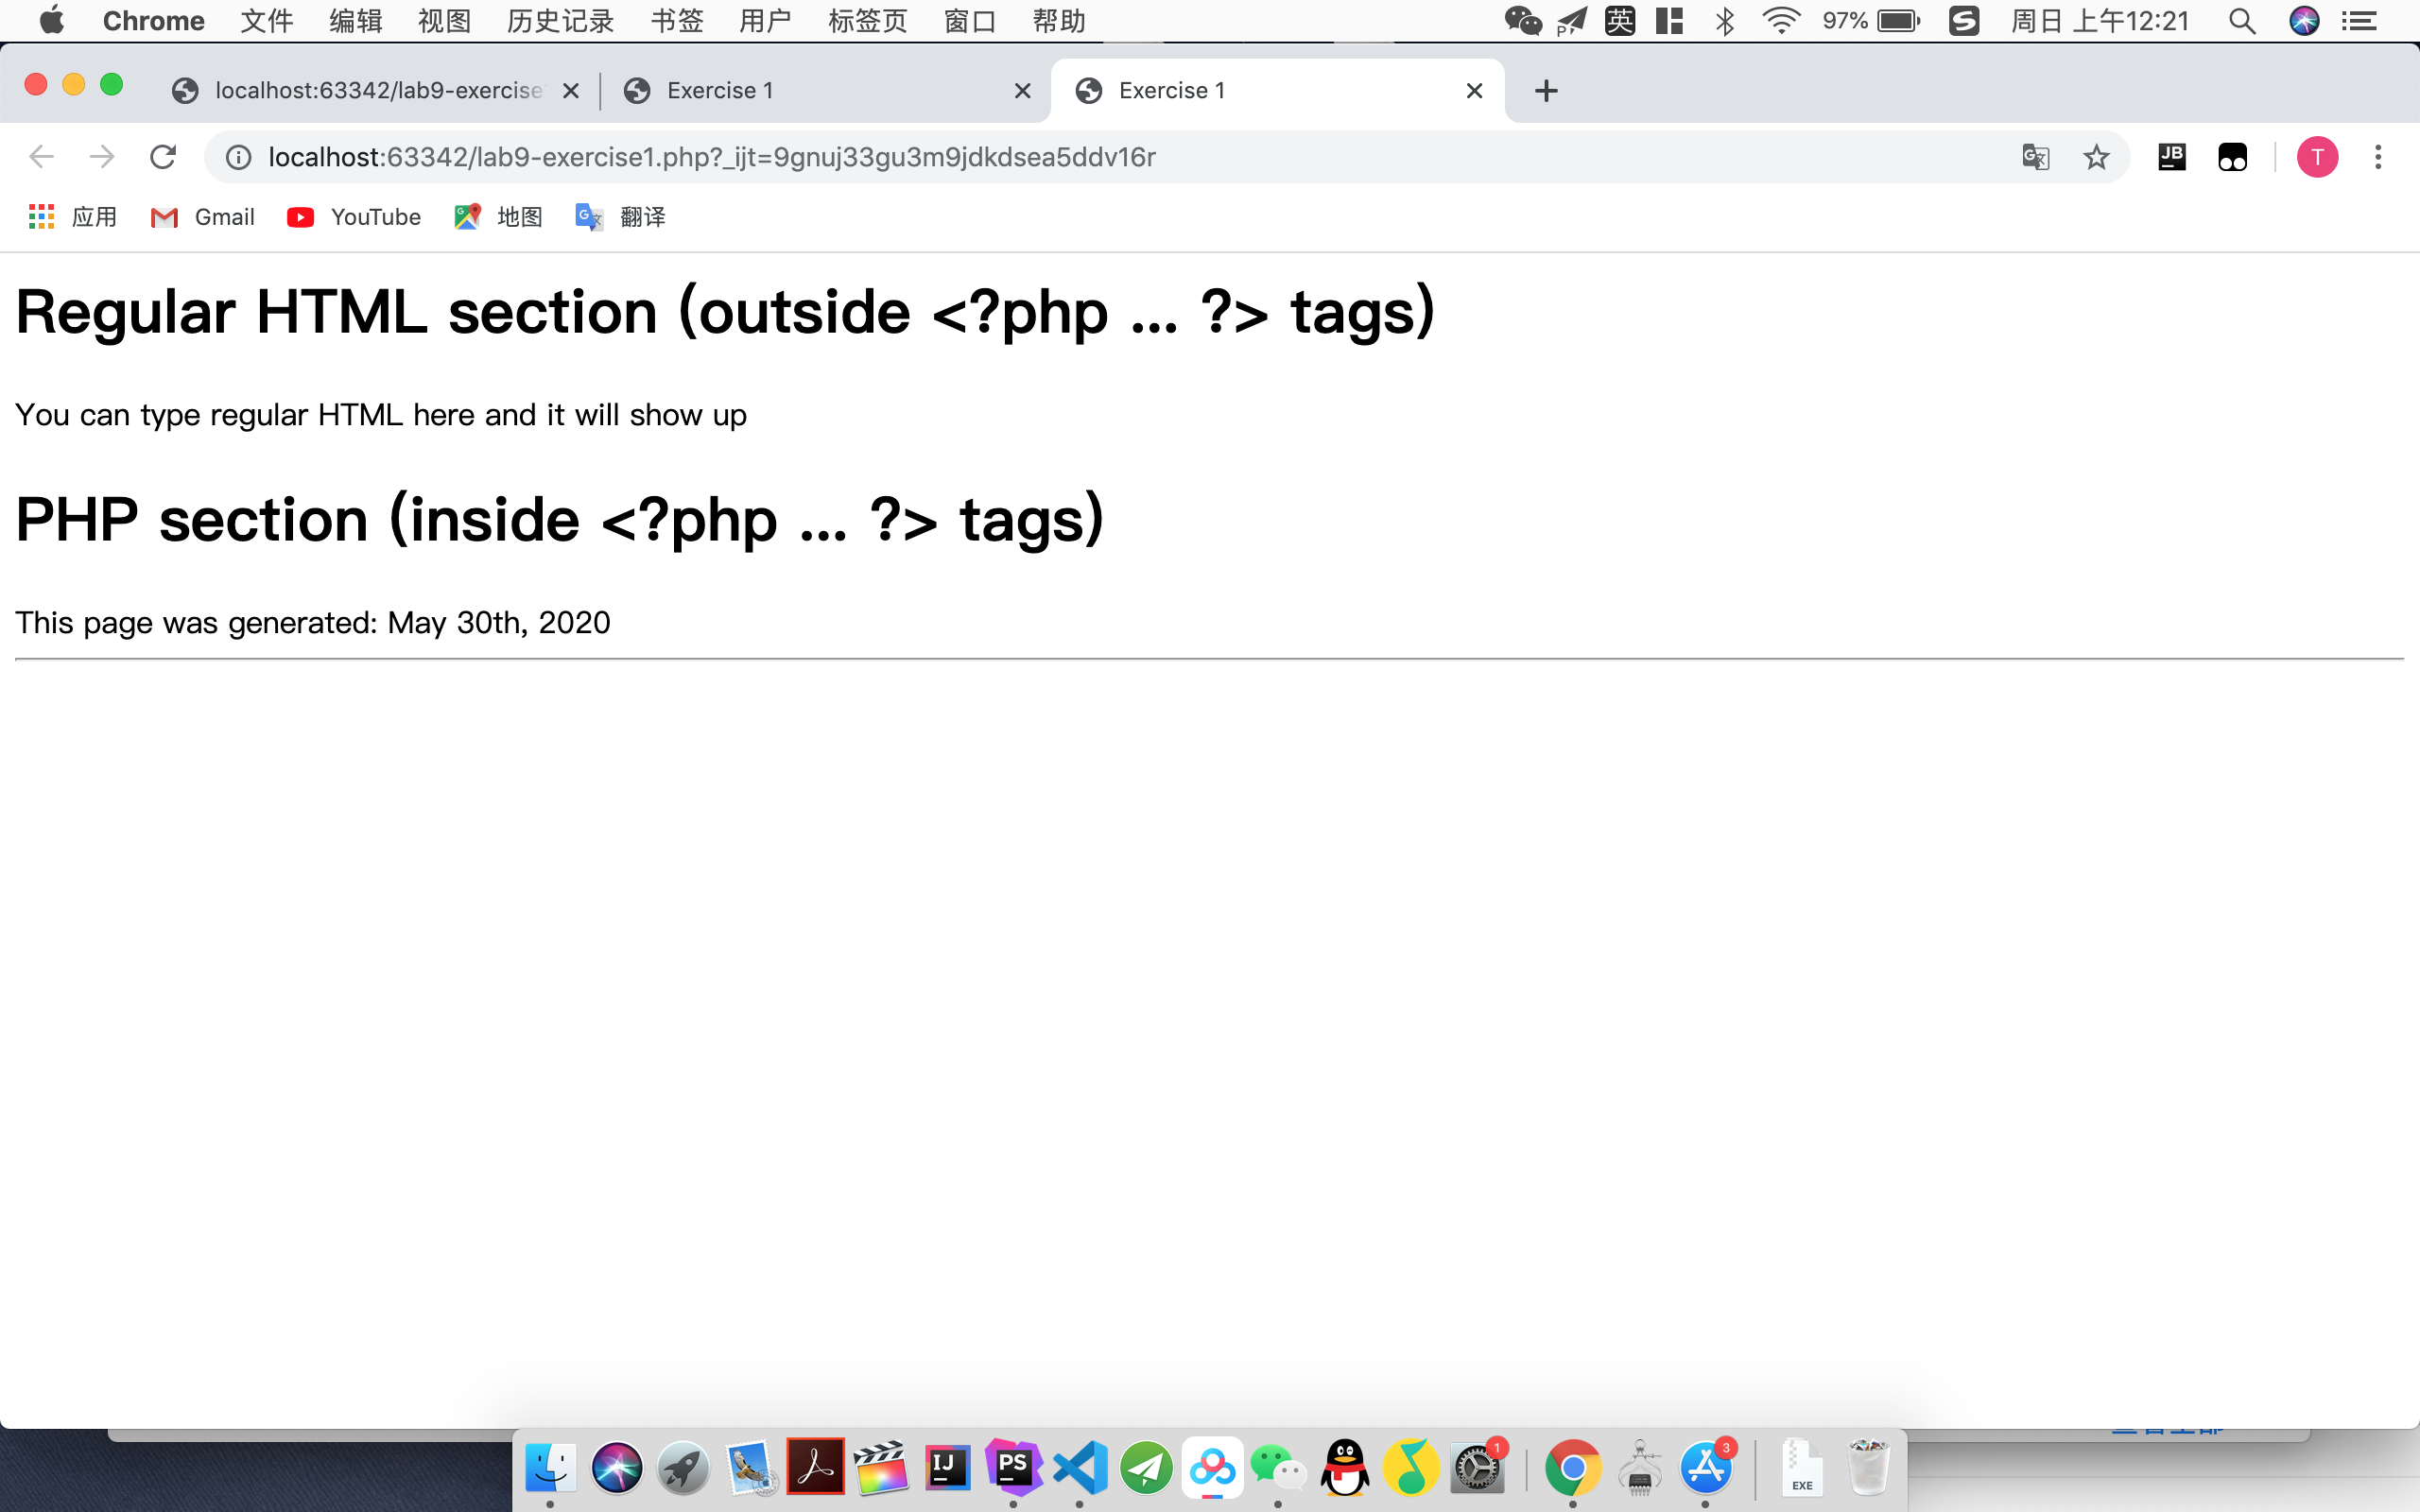 Chrome 文件 编辑 视图 历史记录 书签 用户 标签页 窗口 帮助 英 97% 周日 上午12:21
localhost:63342/lab9-exercise Exercise 1 Exercise 1
localhost:63342/lab9-exercise1.php?_ijt=9gnuj33gu3m9jdkdsea5ddv16r JB T
应用 Gmail YouTube 地图 翻译
Regular HTML section (outside <?php ... ?> tags)
You can type regular HTML here and it will show up
PHP section (inside <?php ... ?> tags)
This page was generated: May 30th, 2020
IJ PS 1 3 EXE